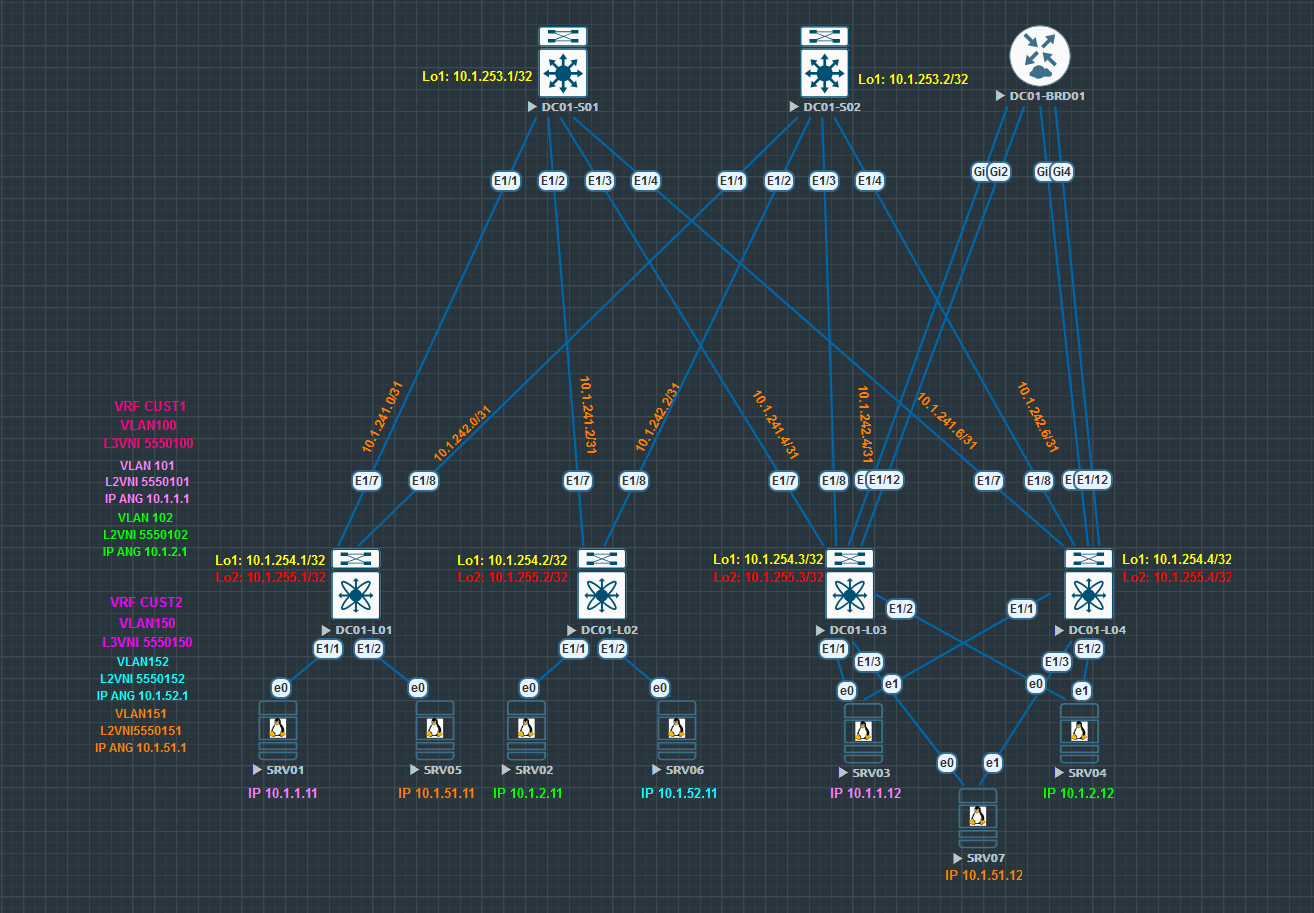 Lo1: 10.1.253.1/32
DC01-S01
Lo1: 10.1.253.2/32
DC01-S02
DC01-BRD01
E1/1
E1/2
E1/3
E1/4
E1/1
E1/2
E1/3
E1/4
Gi2
Gi4
10.1.241.0/31
10.1.242.0/31
10.1.241.2/31
10.1.242.2/31
10.1.241.4/31
10.1.242.4/31
10.1.241.6/31
10.1.242.6/31
E1/7
E1/8
E1/7
E1/8
E1/7
E1/8
E1/12
E1/7
E1/8
E1/12
VRF CUST1
VLAN100
L3VNI 5550100
VLAN 101
L2VNI 5550101
IP ANG 10.1.1.1
VLAN 102
L2VNI 5550102
IP ANG 10.1.2.1
VRF CUST2
VLAN150
L3VNI 5550150
VLAN152
L2VNI 5550152
IP ANG 10.1.52.1
VLAN151
L2VNI5550151
IP ANG 10.1.51.1
Lo1: 10.1.254.1/32
Lo2: 10.1.255.1/32
DC01-L01
Lo1: 10.1.254.2/32
Lo2: 10.1.255.2/32
DC01-L02
Lo1: 10.1.254.3/32
Lo2: 10.1.255.3/32
DC01-L03
Lo1: 10.1.254.4/32
Lo2: 10.1.255.4/32
DC01-L04
E1/1
E1/2
E1/1
E1/2
E1/1
E1/3
E1/2
E1/1
E1/3
E1/2
e0
e0
e0
e0
e0
e1
e0
e1
e0
e1
SRV01
IP 10.1.1.11
SRV05
IP 10.1.51.11
SRV02
IP 10.1.2.11
SRV06
IP 10.1.52.11
SRV03
IP 10.1.1.12
SRV04
IP 10.1.2.12
SRV07
IP 10.1.51.12